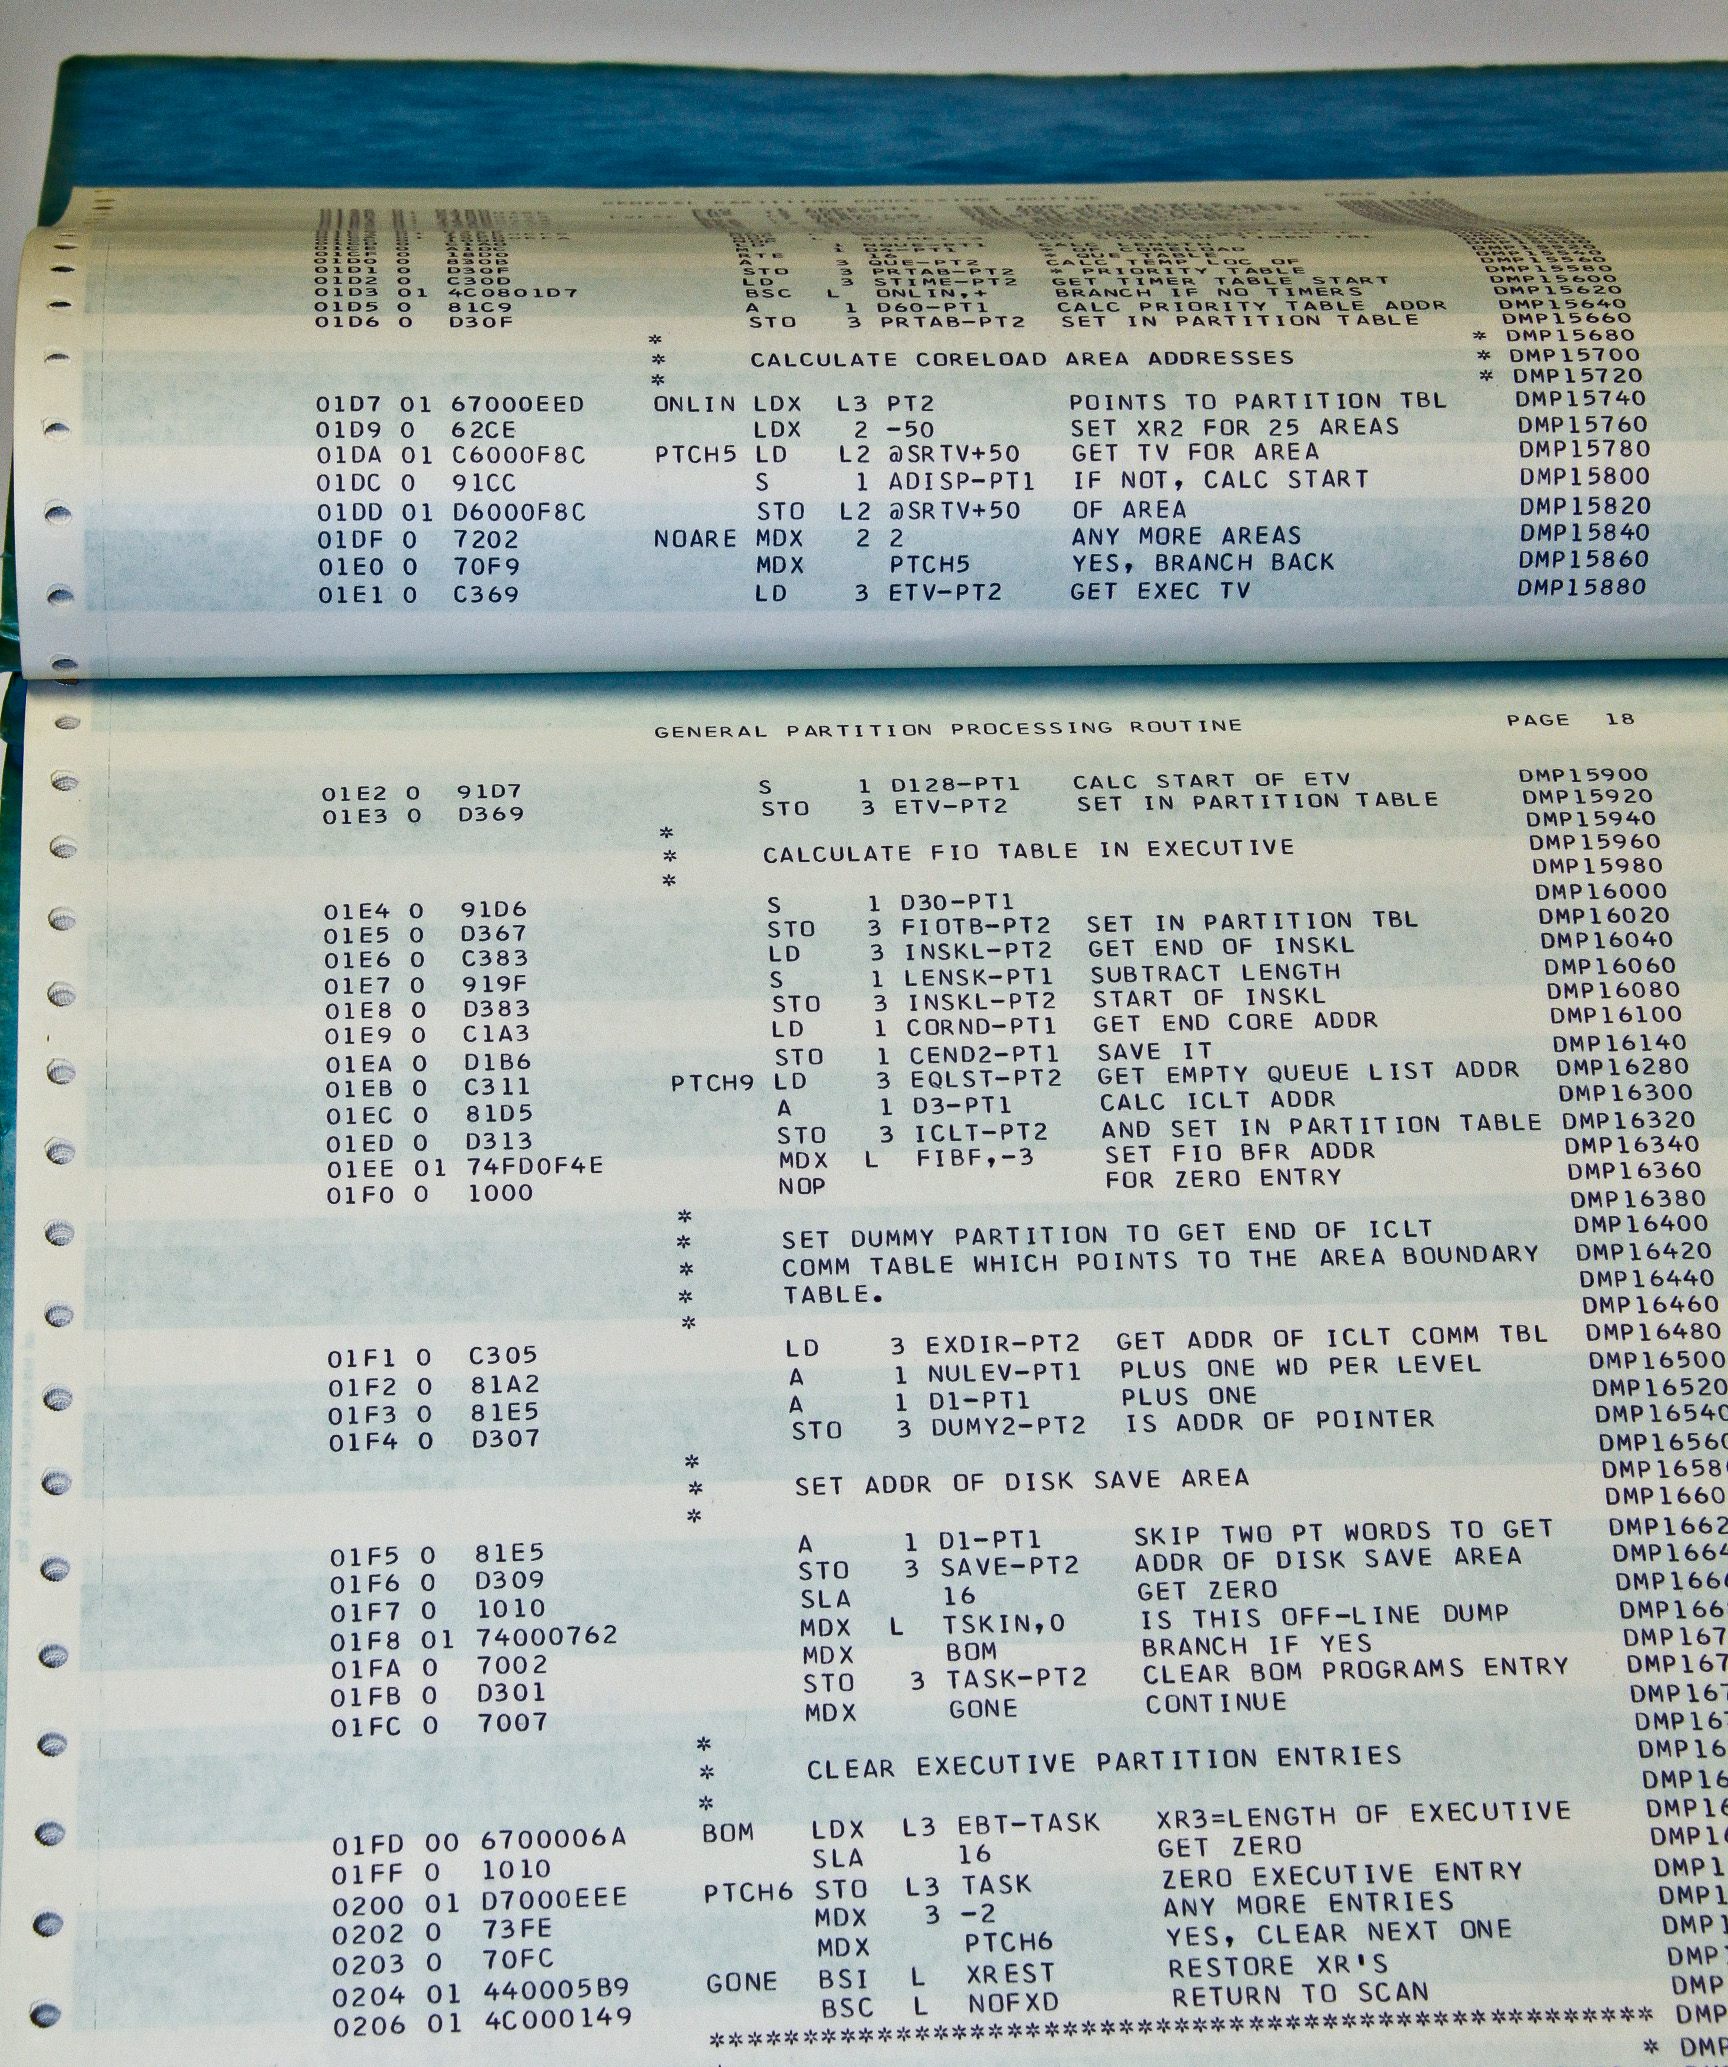 GENERAL PARTITION PROCESSING ROUTINE
1 NQUE-PT1
CORELOAD
RTE 16 * QUE TABLE
01D0 0 830B A 3 QUE-PT2 CALC TEMP LOC OF DMP15560
01D1 0 D30F STO 3 PRTAB-PT2 * PRIORITY TABLE DMP15580
01D2 0 C30D LD 3 STIME-PT2 GET TIMER TABLE START DMP15600
01D3 01 4C0801D7 BSC L ONLIN,+ BRANCH IF NO TIMERS DMP15620
01D5 0 81C9 A 1 D60-PT1 CALC PRIORITY TABLE ADDR DMP15640
01D6 0 D30F STO 3 PRTAB-PT2 SET IN PARTITION TABLE DMP15660
* * DMP15680
* CALCULATE CORELOAD AREA ADDRESSES * DMP15700
* * DMP15720
01D7 01 67000EED ONLIN LDX L3 PT2 POINTS TO PARTITION TBL DMP15740
01D9 0 62CE LDX 2 -50 SET XR2 FOR 25 AREAS DMP15760
01DA 01 C6000F8C PTCH5 LD L2 @SRTV+50 GET TV FOR AREA DMP15780
01DC 0 91CC S 1 ADISP-PT1 IF NOT, CALC START DMP15800
01DD 01 D6000F8C STO L2 @SRTV+50 OF AREA DMP15820
01DF 0 7202 NOARE MDX 2 2 ANY MORE AREAS DMP15840
01E0 0 70F9 MDX PTCH5 YES, BRANCH BACK DMP15860
01E1 0 C369 LD 3 ETV-PT2 GET EXEC TV DMP15880
GENERAL PARTITION PROCESSING ROUTINE PAGE 18
01E2 0 91D7 S 1 D128-PT1 CALC START OF ETV DMP15900
01E3 0 D369 STO 3 ETV-PT2 SET IN PARTITION TABLE DMP15920
* DMP15940
* CALCULATE FIO TABLE IN EXECUTIVE DMP15960
* DMP15980
01E4 0 91D6 S 1 D30-PT1 DMP16000
01E5 0 D367 STO 3 FIOTB-PT2 SET IN PARTITION TBL DMP16020
01E6 0 C383 LD 3 INSKL-PT2 GET END OF INSKL DMP16040
01E7 0 919F S 1 LENSK-PT1 SUBTRACT LENGTH DMP16060
01E8 0 D383 STO 3 INSKL-PT2 START OF INSKL DMP16080
01E9 0 C1A3 LD 1 CORND-PT1 GET END CORE ADDR DMP16100
01EA 0 D1B6 STO 1 CEND2-PT1 SAVE IT DMP16140
01EB 0 C311 PTCH9 LD 3 EQLST-PT2 GET EMPTY QUEUE LIST ADDR DMP16280
01EC 0 81D5 A 1 D3-PT1 CALC ICLT ADDR DMP16300
01ED 0 D313 STO 3 ICLT-PT2 AND SET IN PARTITION TABLE DMP16320
01EE 01 74FD0F4E MDX L FIBF,-3 SET FIO BFR ADDR DMP16340
01F0 0 1000 NOP FOR ZERO ENTRY DMP16360
* DMP16380
* SET DUMMY PARTITION TO GET END OF ICLT DMP16400
* COMM TABLE WHICH POINTS TO THE AREA BOUNDARY DMP16420
* TABLE. DMP16440
* DMP16460
01F1 0 C305 LD 3 EXDIR-PT2 GET ADDR OF ICLT COMM TBL DMP16480
01F2 0 81A2 A 1 NULEV-PT1 PLUS ONE WD PER LEVEL DMP16500
01F3 0 81E5 A 1 D1-PT1 PLUS ONE DMP16520
01F4 0 D307 STO 3 DUMY2-PT2 IS ADDR OF POINTER DMP16540
* DMP16560
* SET ADDR OF DISK SAVE AREA DMP1658
* DMP1660
01F5 0 81E5 A 1 D1-PT1 SKIP TWO PT WORDS TO GET DMP1662
01F6 0 D309 STO 3 SAVE-PT2 ADDR OF DISK SAVE AREA DMP1664
01F7 0 1010 SLA 16 GET ZERO DMP166
01F8 01 74000762 MDX L TSKIN,0 IS THIS OFF-LINE DUMP DMP166
01FA 0 7002 MDX BOM BRANCH IF YES DMP167
01FB 0 D301 STO 3 TASK-PT2 CLEAR BOM PROGRAMS ENTRY DMP167
01FC 0 7007 MDX GONE CONTINUE DMP167
* DMP167
* CLEAR EXECUTIVE PARTITION ENTRIES DMP16
* DMP16
01FD 00 6700006A BOM LDX L3 EBT-TASK XR3=LENGTH OF EXECUTIVE DMP16
01FF 0 1010 SLA 16 GET ZERO DMP1
0200 01 D7000EEE PTCH6 STO L3 TASK ZERO EXECUTIVE ENTRY DMP1
0202 0 73FE MDX 3 -2 ANY MORE ENTRIES DMP1
0203 0 70FC MDX PTCH6 YES, CLEAR NEXT ONE DMP1
0204 01 440005B9 GONE BSI L XREST RESTORE XR'S DMP
0206 01 4C000149 BSC L NOFXD RETURN TO SCAN DMP
*************************************************** DMP
* DMP